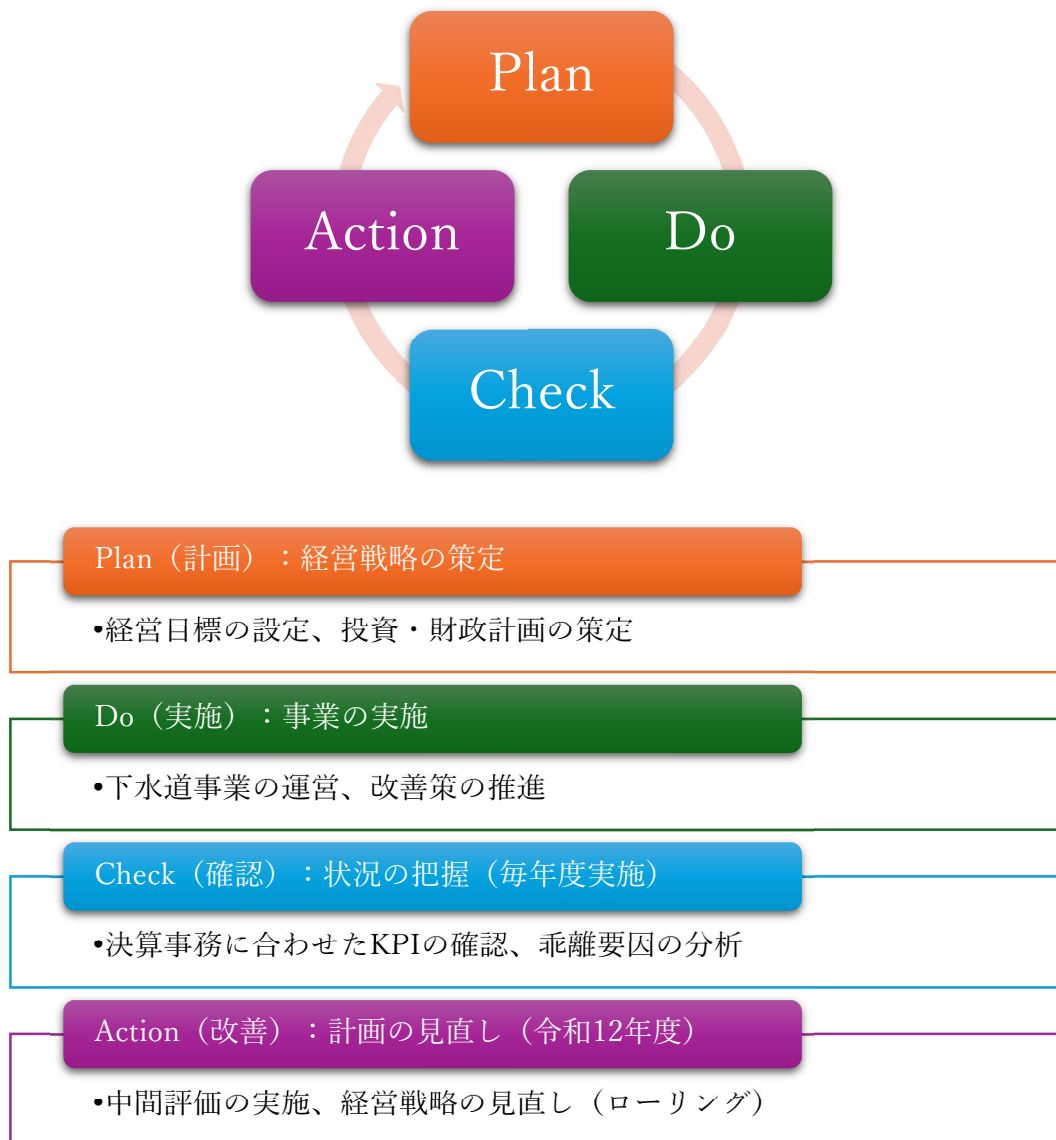 Plan
Action
Do
Check
Plan（計画）：経営戦略の策定
•経営目標の設定、投資・財政計画の策定
Do（実施）：事業の実施
•下水道事業の運営、改善策の推進
Check（確認）：状況の把握（毎年度実施）
•決算事務に合わせたKPIの確認、乖離要因の分析
Action（改善）：計画の見直し（令和12年度）
•中間評価の実施、経営戦略の見直し（ローリング）